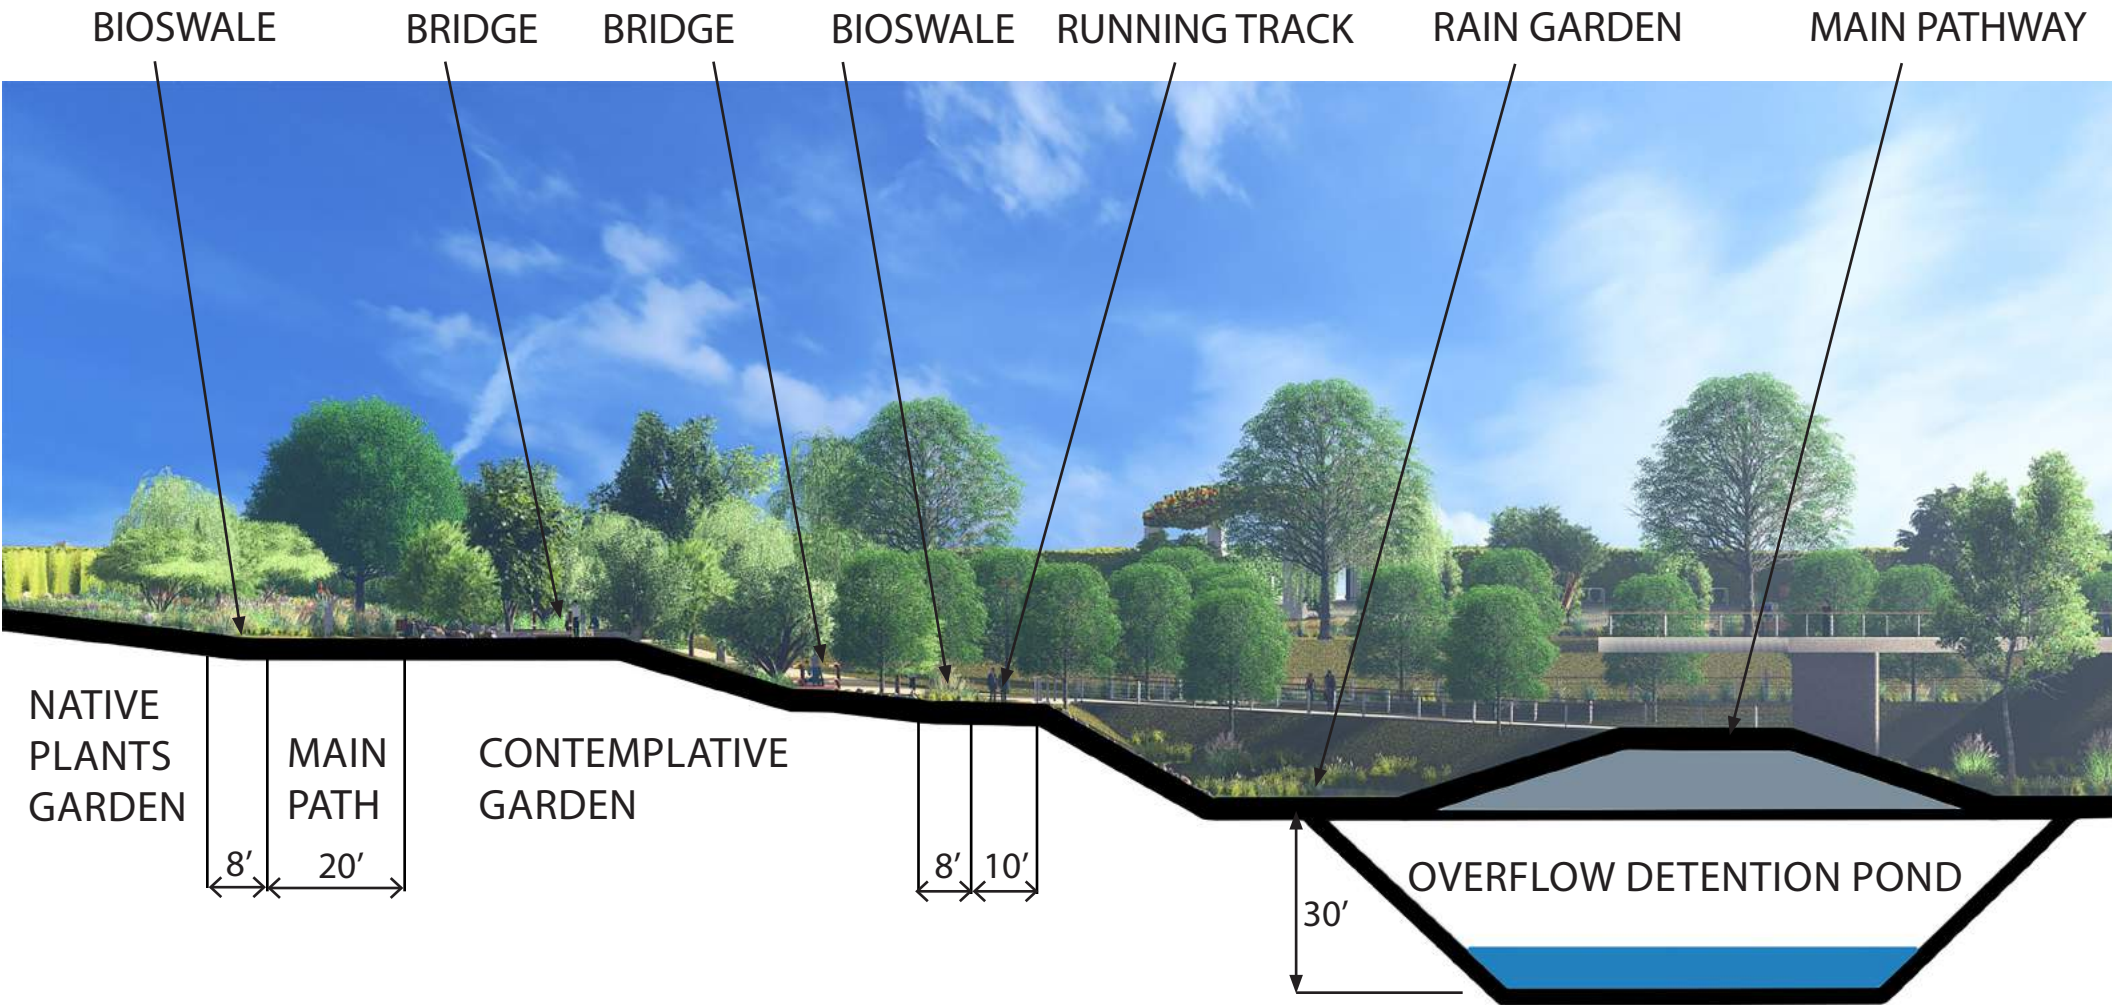 BIOSWALE BRIDGE BRIDGE BIOSWALE RUNNING TRACK RAIN GARDEN MAIN PATHWAY
NATIVE
PLANTS
GARDEN
MAIN
PATH
CONTEMPLATIVE
GARDEN
8’ 20’ 8’ 10’
OVERFLOW DETENTION POND
30’